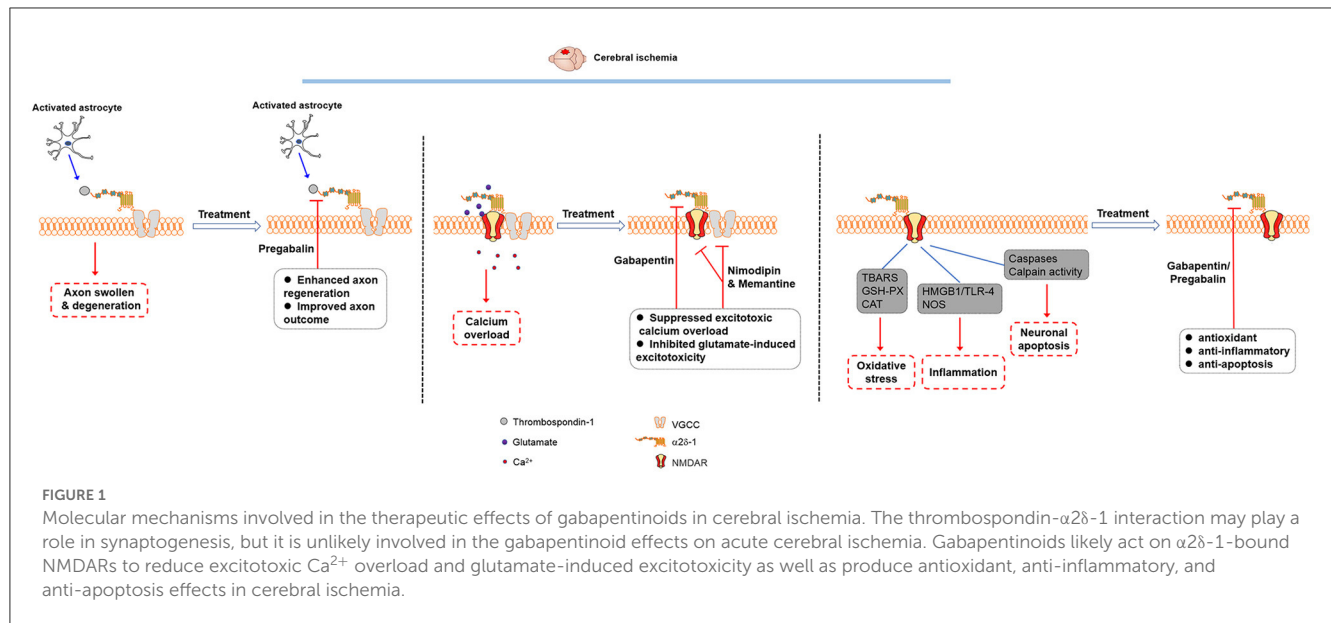 Cerebral ischemia
Activated astrocyte
Treatment
Axon swollen
& degeneration
Activated astrocyte
Pregabalin
● Enhanced axon
regeneration
● Improved axon
outcome
Calcium
overload
Treatment
Gabapentin
Nimodipin
& Memantine
● Suppressed excitotoxic
calcium overload
● Inhibited glutamate-induced
excitotoxicity
TBARS
GSH-PX
CAT
HMGB1/TLR-4
NOS
Caspases
Calpain activity
Oxidative
stress
Inflammation
Neuronal
apoptosis
Treatment
Gabapentin/
Pregabalin
● antioxidant
● anti-inflammatory
● anti-apoptosis
Thrombospondin-1
Glutamate
Ca²⁺
VGCC
α2δ-1
NMDAR
FIGURE 1
Molecular mechanisms involved in the therapeutic effects of gabapentinoids in cerebral ischemia. The thrombospondin-α2δ-1 interaction may play a
role in synaptogenesis, but it is unlikely involved in the gabapentinoid effects on acute cerebral ischemia. Gabapentinoids likely act on α2δ-1-bound
NMDARs to reduce excitotoxic Ca²⁺ overload and glutamate-induced excitotoxicity as well as produce antioxidant, anti-inflammatory, and
anti-apoptosis effects in cerebral ischemia.